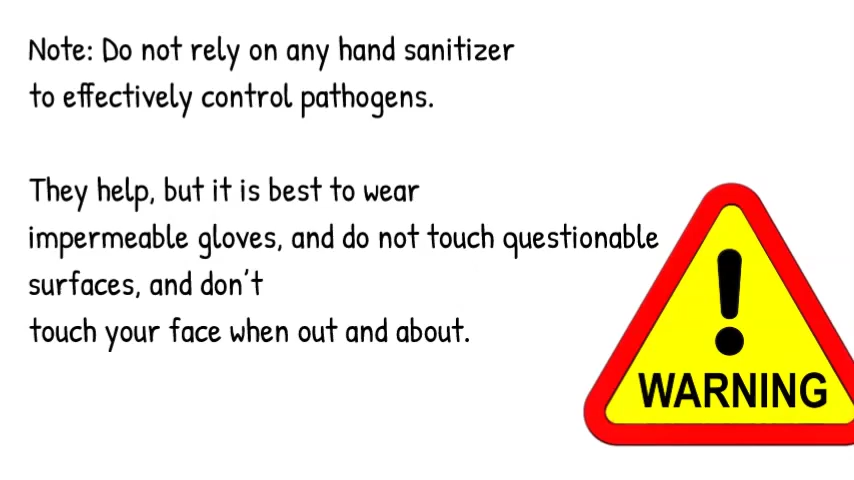 Note: Do not rely on any hand sanitizer
to effectively control pathogens.
They help, but it is best to wear
impermeable gloves, and do not touch questionable
surfaces, and don't
touch your face when out and about.
WARNING